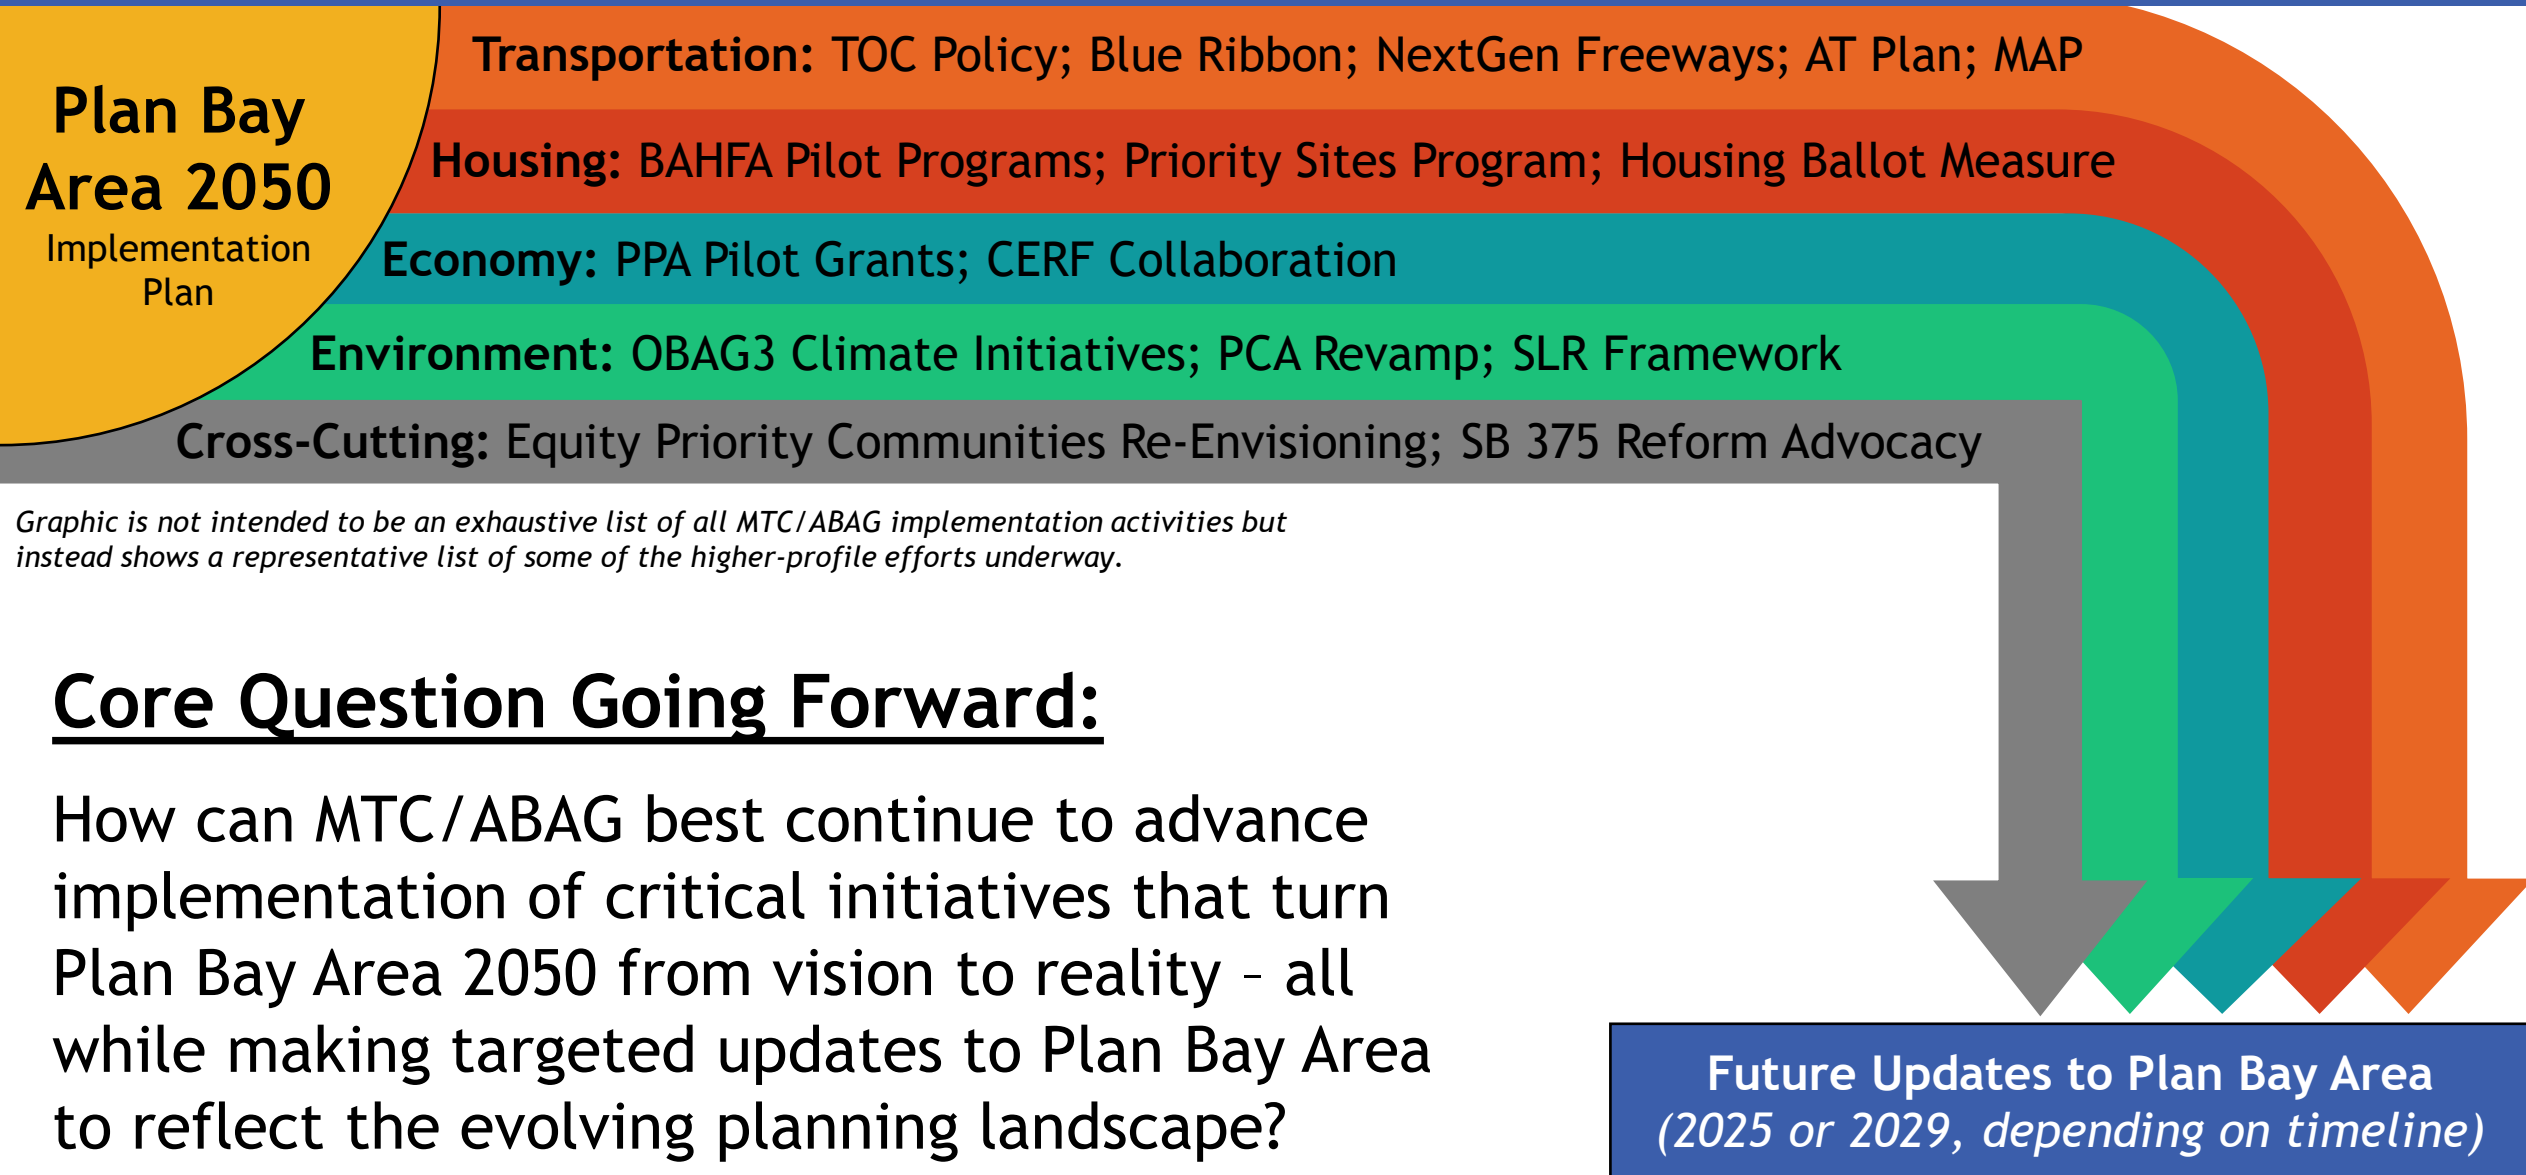 Plan Bay
Area 2050
Implementation
Plan
Transportation: TOC Policy; Blue Ribbon; NextGen Freeways; AT Plan; MAP
Housing: BAHFA Pilot Programs; Priority Sites Program; Housing Ballot Measure
Economy: PPA Pilot Grants; CERF Collaboration
Environment: OBAG3 Climate Initiatives; PCA Revamp; SLR Framework
Cross-Cutting: Equity Priority Communities Re-Envisioning; SB 375 Reform Advocacy
Graphic is not intended to be an exhaustive list of all MTC/ABAG implementation activities but
instead shows a representative list of some of the higher-profile efforts underway.
Core Question Going Forward:
How can MTC/ABAG best continue to advance
implementation of critical initiatives that turn
Plan Bay Area 2050 from vision to reality – all
while making targeted updates to Plan Bay Area
to reflect the evolving planning landscape?
Future Updates to Plan Bay Area
(2025 or 2029, depending on timeline)